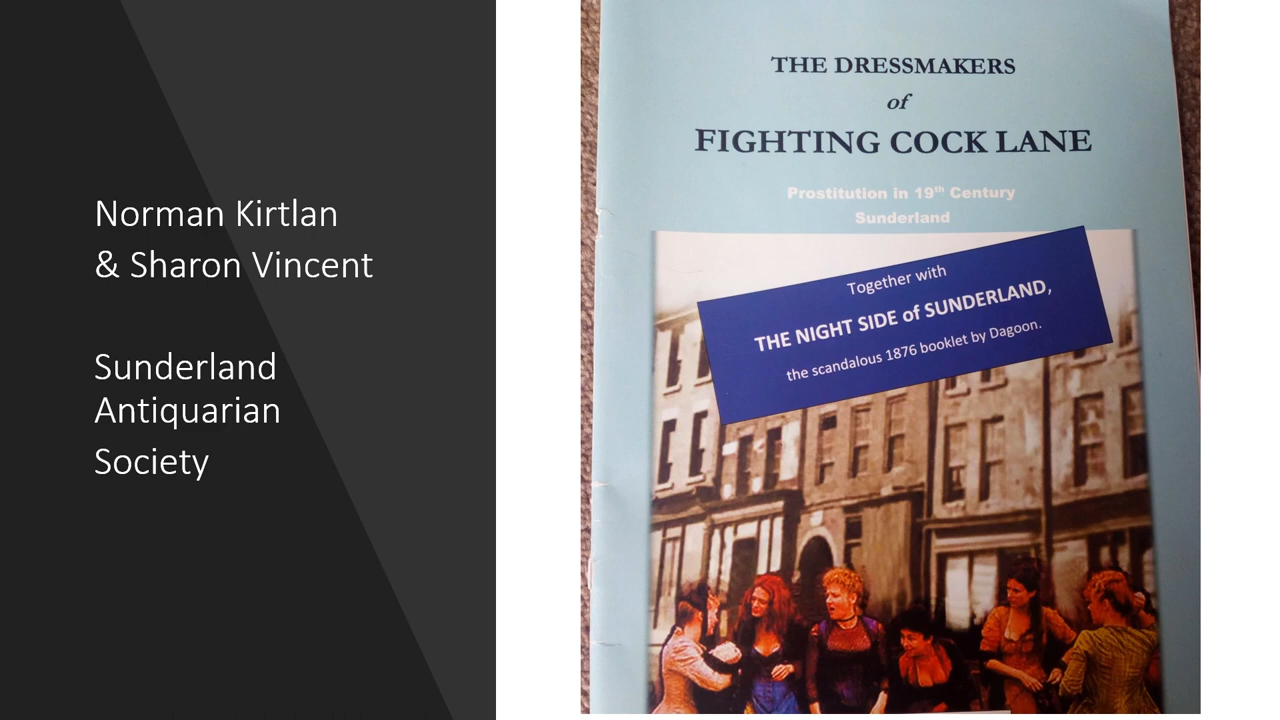 Norman Kirtlan
& Sharon Vincent
Sunderland
Antiquarian
Society
THE DRESSMAKERS
of
FIGHTING COCK LANE
Prostitution in 19th Century
Sunderland
Together with
THE NIGHT SIDE of SUNDERLAND,
the scandalous 1876 booklet by Dagoon.